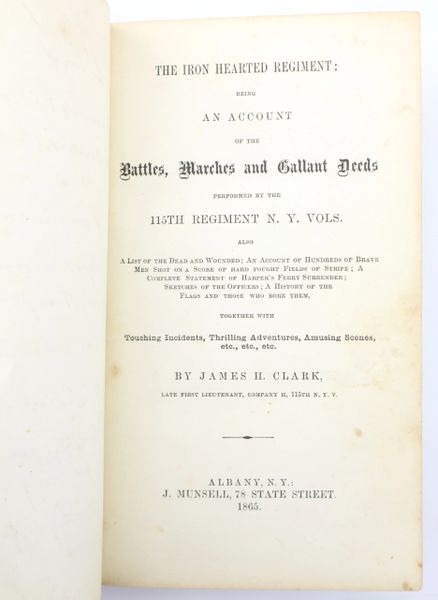 THE IRON HEARTED REGIMENT:
BEING
AN ACCOUNT
OF THE
Battles, Marches and Gallant Deeds
PERFORMED BY THE
115TH REGIMENT N. Y. VOLS.
ALSO
A LIST OF THE DEAD AND WOUNDED; AN ACCOUNT OF HUNDREDS OF BRAVE
MEN SHOT ON A SCORE OF HARD FOUGHT FIELDS OF STRIFE; A
COMPLETE STATEMENT OF HARPER'S FERRY SURRENDER;
SKETCHES OF THE OFFICERS; A HISTORY OF THE
FLAGS AND THOSE WHO BORE THEM,
TOGETHER WITH
Touching Incidents, Thrilling Adventures, Amusing Scenes,
etc., etc., etc.
BY JAMES H. CLARK,
LATE FIRST LIEUTENANT, COMPANY H, 115TH N. Y. V.
ALBANY, N. Y.:
J. MUNSELL, 78 STATE STREET.
1865.